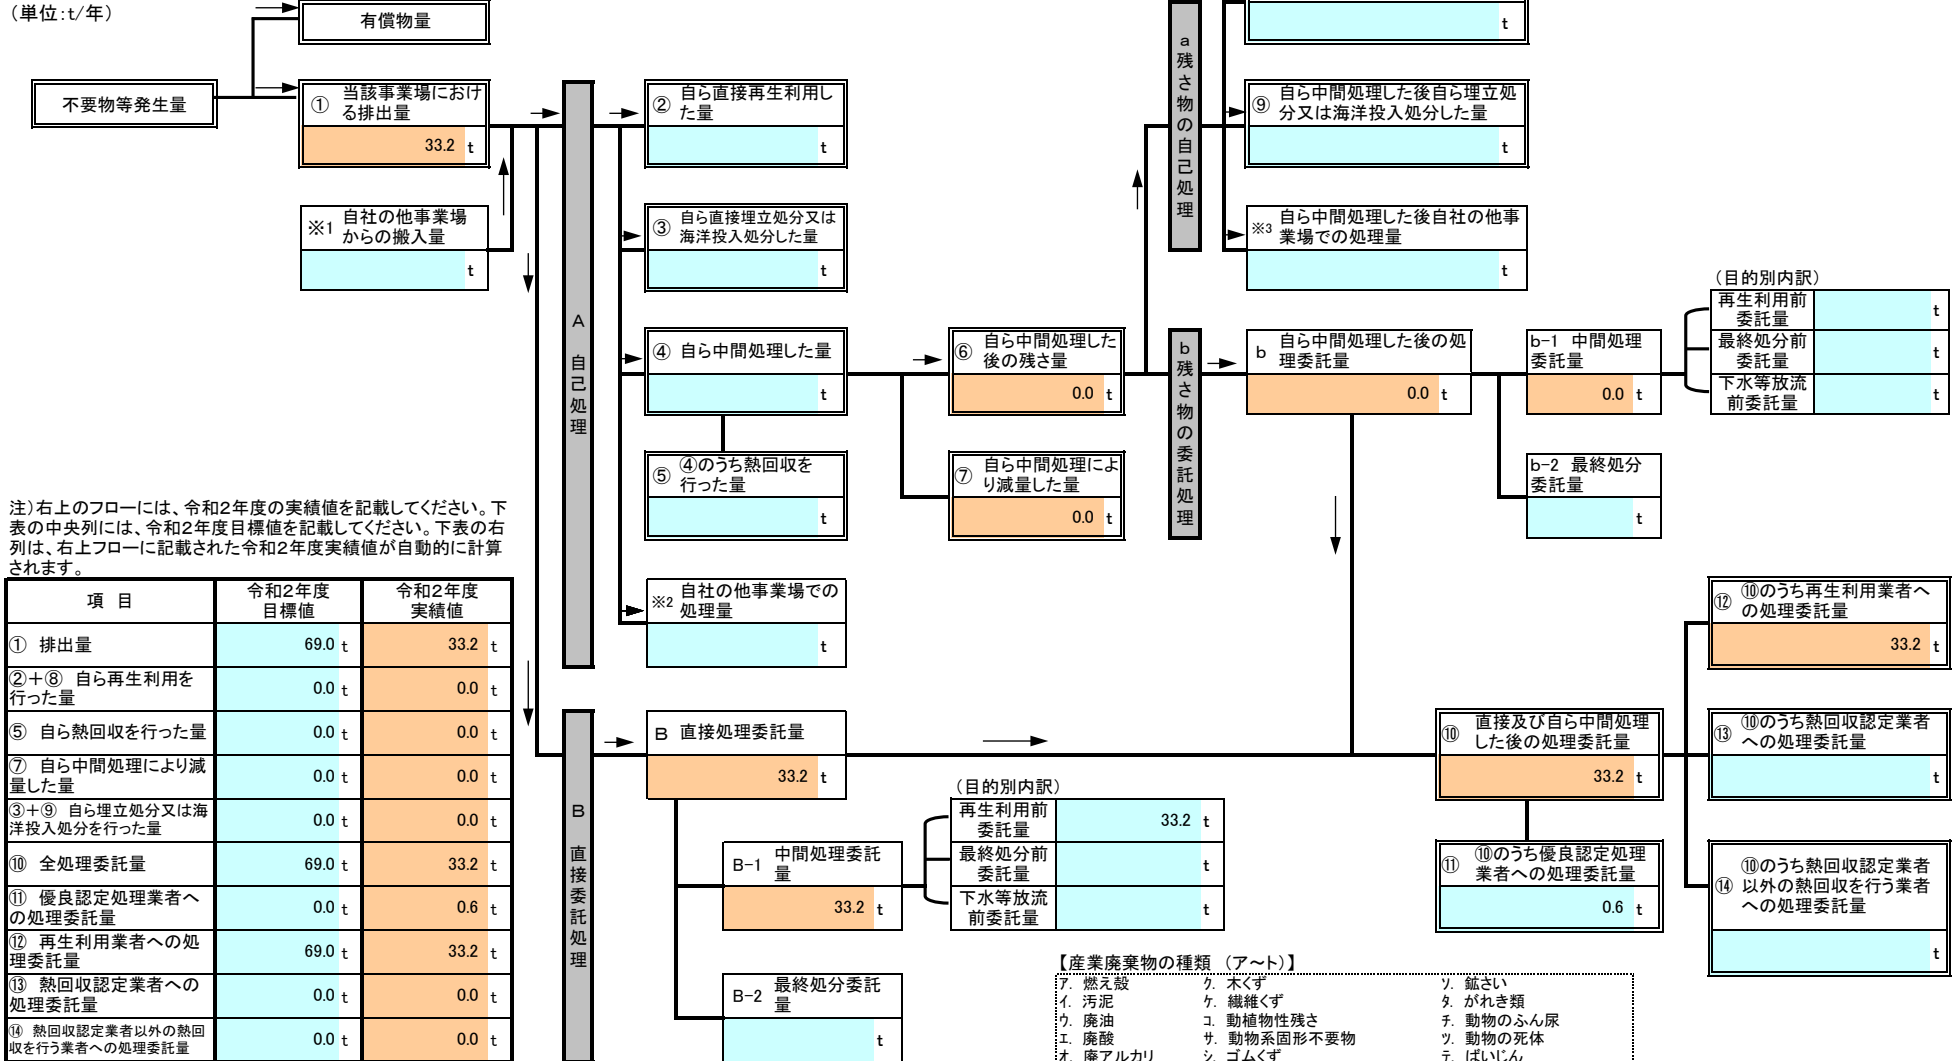 (単位:t/年)
有償物量
不要物等発生量
① 当該事業場におけ
る排出量
33.2 t
※1 自社の他事業場
からの搬入量
t
A 自己処理
② 自ら直接再生利用し
た量
t
③ 自ら直接埋立処分又は
海洋投入処分した量
t
④ 自ら中間処理した量
t
⑤ ④のうち熱回収を
行った量
t
※2 自社の他事業場での
処理量
t
⑥ 自ら中間処理した
後の残さ量
0.0 t
⑦ 自ら中間処理によ
り減量した量
0.0 t
a残さ物の自己処理
t
⑨ 自ら中間処理した後自ら埋立処
分又は海洋投入処分した量
t
※3 自ら中間処理した後自社の他事
業場での処理量
t
b残さ物の委託処理
b 自ら中間処理した後の処
理委託量
0.0 t
b-1 中間処理
委託量
0.0 t
b-2 最終処分
委託量
t
(目的別内訳)
再生利用前
委託量
t
最終処分前
委託量
t
下水等放流
前委託量
t
注)右上のフローには、令和2年度の実績値を記載してください。下
表の中央列には、令和2年度目標値を記載してください。下表の右
列は、右上フローに記載された令和2年度実績値が自動的に計算
されます。
項 目 令和2年度
目標値 令和2年度
実績値
① 排出量 69.0 t 33.2 t
②+⑧ 自ら再生利用を
行った量 0.0 t 0.0 t
⑤ 自ら熱回収を行った量 0.0 t 0.0 t
⑦ 自ら中間処理により減
量した量 0.0 t 0.0 t
③+⑨ 自ら埋立処分又は海
洋投入処分を行った量 0.0 t 0.0 t
⑩ 全処理委託量 69.0 t 33.2 t
⑪ 優良認定処理業者へ
の処理委託量 0.0 t 0.6 t
⑫ 再生利用業者への処
理委託量 69.0 t 33.2 t
⑬ 熱回収認定業者への
処理委託量 0.0 t 0.0 t
⑭ 熱回収認定業者以外の熱回
収を行う業者への処理委託量 0.0 t 0.0 t
B 直接委託処理
B 直接処理委託量
33.2 t
B-1 中間処理委託
量
33.2 t
B-2 最終処分委託
量
t
(目的別内訳)
再生利用前
委託量
33.2 t
最終処分前
委託量
t
下水等放流
前委託量
t
⑩ 直接及び自ら中間処理
した後の処理委託量
33.2 t
⑪ ⑩のうち優良認定処理
業者への処理委託量
0.6 t
⑫ ⑩のうち再生利用業者へ
の処理委託量
33.2 t
⑬ ⑩のうち熱回収認定業者
への処理委託量
t
⑭ ⑩のうち熱回収認定業者
以外の熱回収を行う業者
への処理委託量
t
【産業廃棄物の種類 (ア~ト)】
ア. 燃え殻 ク. 木くず ソ. 鉱さい
イ. 汚泥 ケ. 繊維くず タ. がれき類
ウ. 廃油 コ. 動植物性残さ チ. 動物のふん尿
エ. 廃酸 サ. 動物系固形不要物 ツ. 動物の死体
オ. 廃アルカリ シ. ゴムくず テ. ばいじん